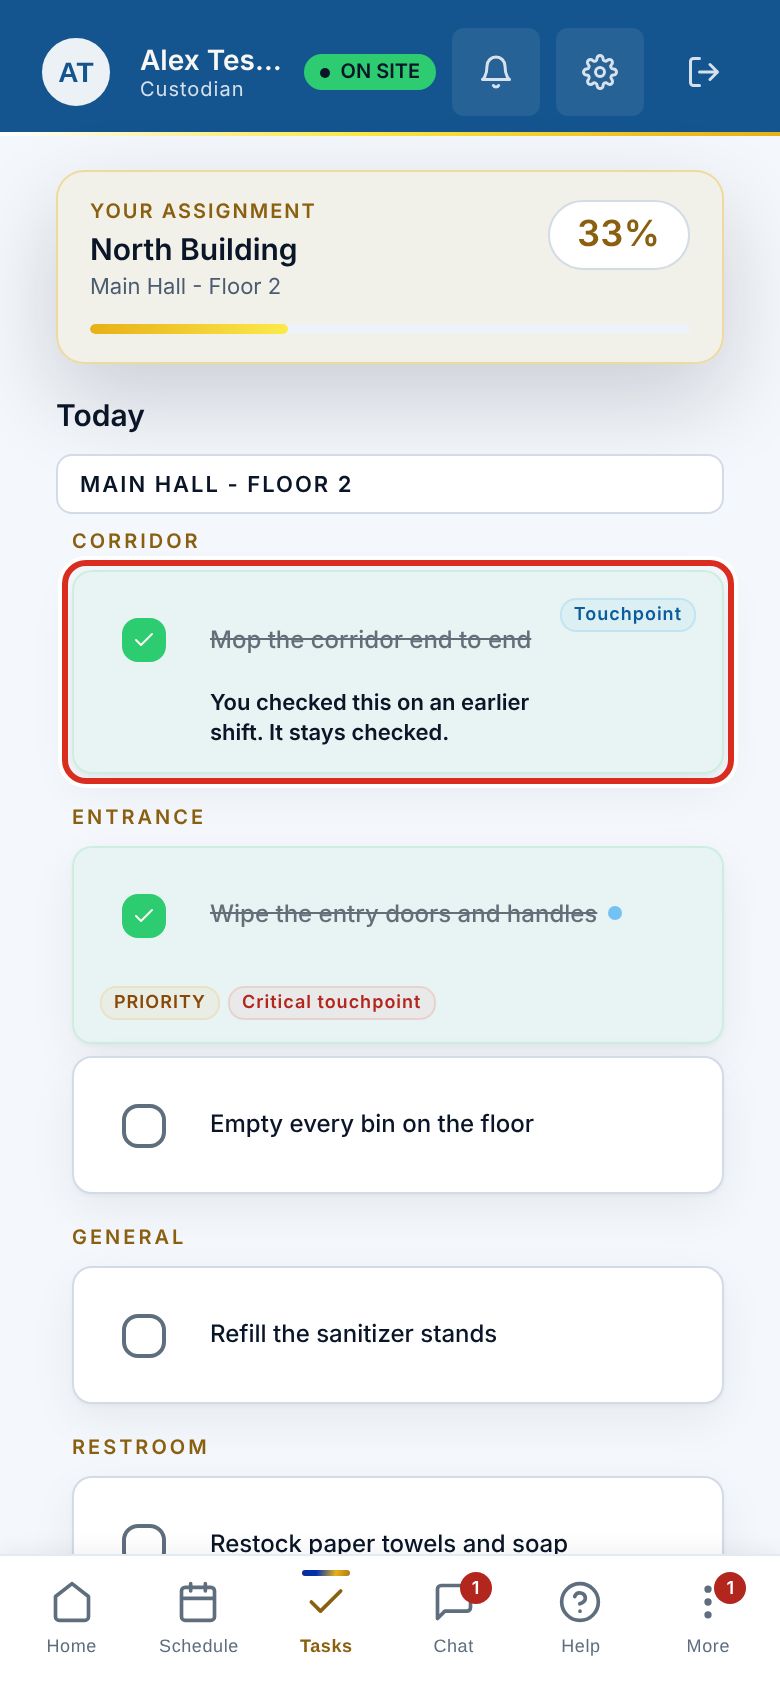 AT
Alex Tes...
Custodian
ON SITE
YOUR ASSIGNMENT
North Building
Main Hall - Floor 2
33%
Today
MAIN HALL - FLOOR 2
CORRIDOR
Touchpoint
Mop the corridor end to end
You checked this on an earlier
shift. It stays checked.
ENTRANCE
Wipe the entry doors and handles
PRIORITY
Critical touchpoint
Empty every bin on the floor
GENERAL
Refill the sanitizer stands
RESTROOM
Restock paper towels and soap
1
1
Home
Schedule
Tasks
Chat
Help
More